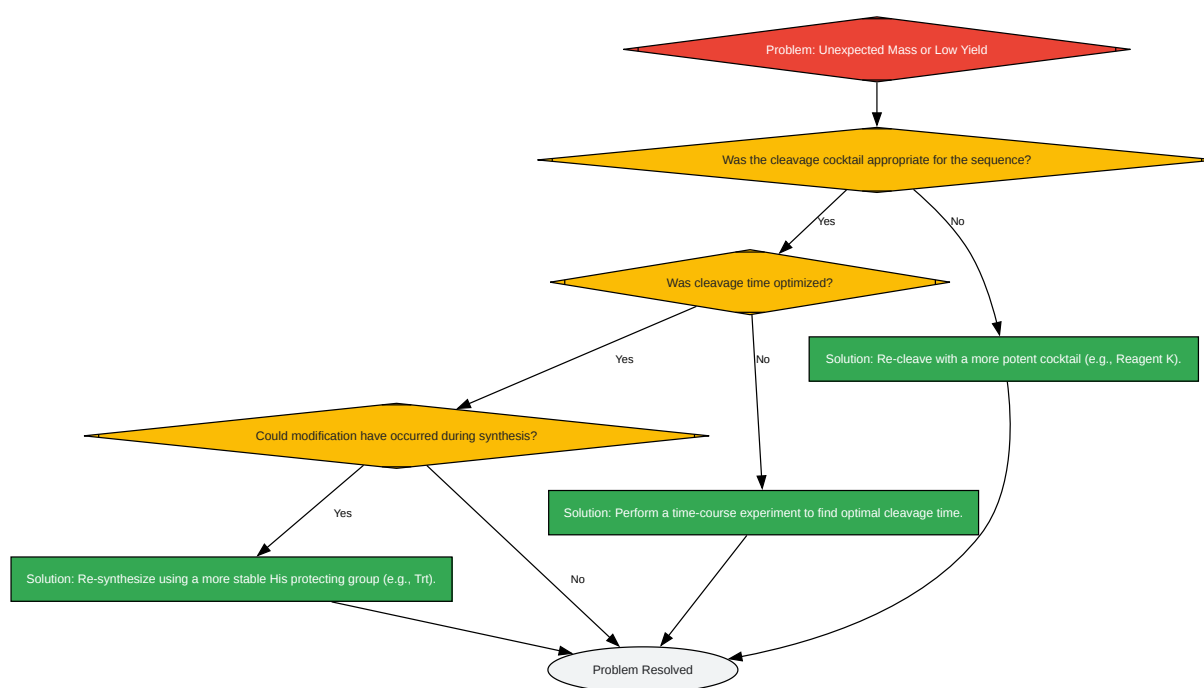 Problem: Unexpected Mass or Low Yield
Was the cleavage cocktail appropriate for the sequence?
Yes
No
Was cleavage time optimized?
Yes
No
Solution: Re-cleave with a more potent cocktail (e.g., Reagent K).
Could modification have occurred during synthesis?
Yes
No
Solution: Perform a time-course experiment to find optimal cleavage time.
Solution: Re-synthesize using a more stable His protecting group (e.g., Trt).
Problem Resolved